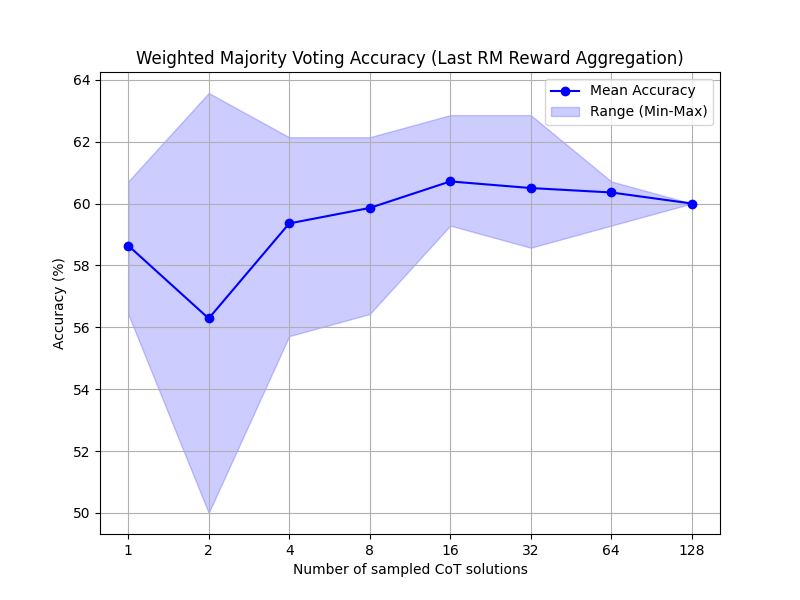 Weighted Majority Voting Accuracy (Last RM Reward Aggregation)
Mean Accuracy
Range (Min-Max)
64
62
60
58
56
54
52
50
Accuracy (%)
1 2 4 8 16 32 64 128
Number of sampled CoT solutions